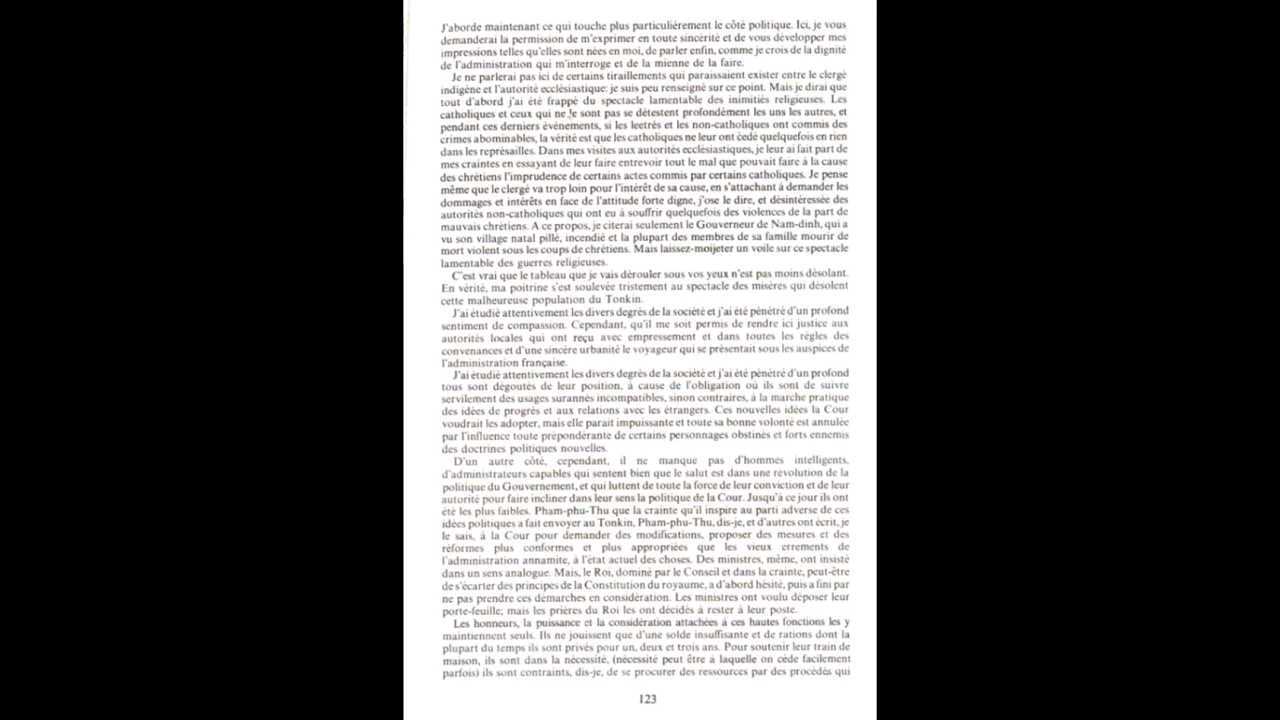 J'aborde maintenant ce qui touche plus particulièrement le côté politique. Ici, je vous
demanderai la permission de m'exprimer en toute sincérité et de vous développer mes
impressions telles qu'elles sont nées en moi, de parler enfin, comme je crois de la dignité
de l'administration qui m'interroge et de la mienne de la faire.
Je ne parlerai pas ici de certains tiraillements qui paraissaient exister entre le clergé
indigène et l'autorité ecclésiastique: je suis peu renseigné sur ce point. Mais je dirai que
tout d'abord j'ai été frappé du spectacle lamentable des inimitiés religieuses. Les
catholiques et ceux qui ne le sont pas se détestent profondément les uns les autres, et
pendant ces derniers événements, si les leetrés et les non-catholiques ont commis des
crimes abominables, la vérité est que les catholiques ne leur ont cédé quelquefois en rien
dans les représailles. Dans mes visites aux autorités ecclésiastiques, je leur ai fait part de
mes craintes en essayant de leur faire entrevoir tout le mal que pouvait faire à la cause
des chrétiens l'imprudence de certains actes commis par certains catholiques. Je pense
même que le clergé va trop loin pour l'intérêt de sa cause, en s'attachant à demander les
dommages et intérêts en face de l'attitude forte digne, j'ose le dire, et désintéressée des
autorités non-catholiques qui ont eu à souffrir quelquefois des violences de la part de
mauvais chrétiens. A ce propos, je citerai seulement le Gouverneur de Nam-dinh, qui a
vu son village natal pillé, incendié et la plupart des membres de sa famille mourir de
mort violent sous les coups de chrétiens. Mais laissez-moijeter un voile sur ce spectacle
lamentable des guerres religieuses.
C'est vrai que le tableau que je vais dérouler sous vos yeux n'est pas moins désolant.
En vérité, ma poitrine s'est soulevée tristement au spectacle des misères qui désolent
cette malheureuse population du Tonkin.
J'ai étudié attentivement les divers degrés de la société et j'ai été pénétré d'un profond
sentiment de compassion. Cependant, qu'il me soit permis de rendre ici justice aux
autorités locales qui ont reçu avec empressement et dans toutes les règles des
convenances et d'une sincère urbanité le voyageur qui se présentait sous les auspices de
l'administration française.
J'ai étudié attentivement les divers degrés de la société et j'ai été pénétré d'un profond
tous sont dégoutés de leur position, à cause de l'obligation où ils sont de suivre
servilement des usages surannés incompatibles, sinon contraires, à la marche pratique
des idées de progrès et aux relations avec les étrangers. Ces nouvelles idées la Cour
voudrait les adopter, mais elle parait impuissante et toute sa bonne volonté est annulée
par l'influence toute prépondérante de certains personnages obstinés et forts ennemis
des doctrines politiques nouvelles.
D'un autre côté, cependant, il ne manque pas d'hommes intelligents,
d'administrateurs capables qui sentent bien que le salut est dans une révolution de la
politique du Gouvernement, et qui luttent de toute la force de leur conviction et de leur
autorité pour faire incliner dans leur sens la politique de la Cour. Jusqu'à ce jour ils ont
été les plus faibles. Pham-phu-Thu que la crainte qu'il inspire au parti adverse de ces
idées politiques a fait envoyer au Tonkin, Pham-phu-Thu, dis-je, et d'autres ont écrit, je
le sais, à la Cour pour demander des modifications, proposer des mesures et des
réformes plus conformes et plus appropriées que les vieux errements de
l'administration annamite, à l'état actuel des choses. Des ministres, même, ont insisté
dans un sens analogue. Mais, le Roi, dominé par le Conseil et dans la crainte, peut-être
de s'écarter des principes de la Constitution du royaume, a d'abord hésité, puis a fini par
ne pas prendre ces démarches en considération. Les ministres ont voulu déposer leur
porte-feuille, mais les prières du Roi les ont décidés à rester à leur poste.
Les honneurs, la puissance et la considération attachées à ces hautes fonctions les y
maintiennent seuls. Ils ne jouissent que d'une solde insuffisante et de rations dont la
plupart du temps ils sont privés pour un, deux et trois ans. Pour soutenir leur train de
maison, ils sont dans la nécessité, (nécessité peut être à laquelle on cède facilement
parfois) ils sont contraints, dis-je, de se procurer des ressources par des procédés qui
123